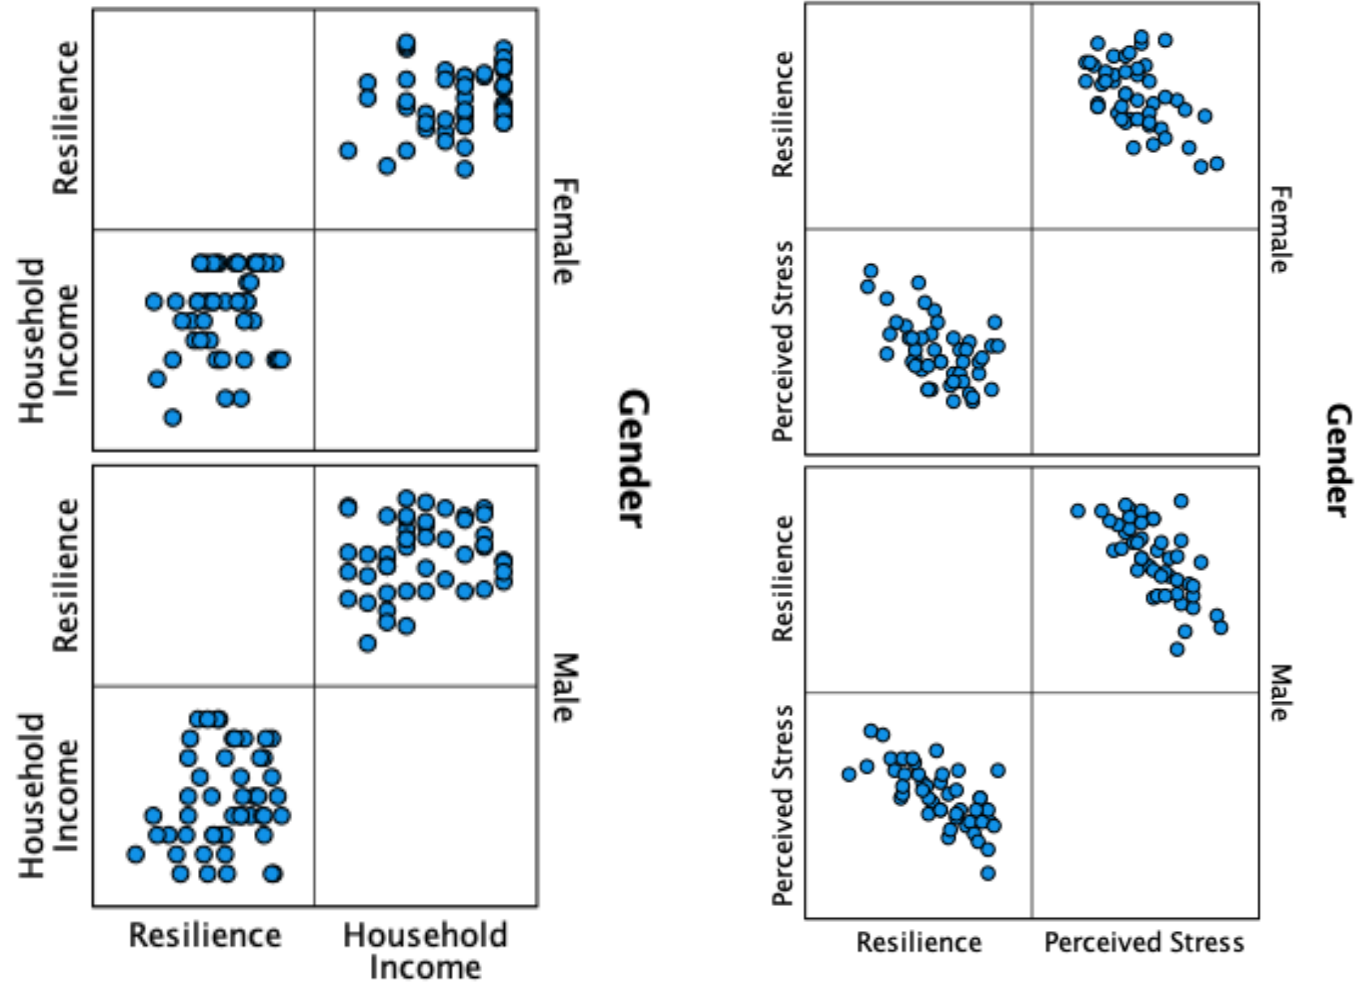 Resilience
Household
Income
Female
Resilience
Household
Income
Male
Gender
Resilience
Household
Income
Resilieuce
Perceived Stress
Female
Resilience
Perceived Stress
Male
Gender
Resilience
Perceived Stress